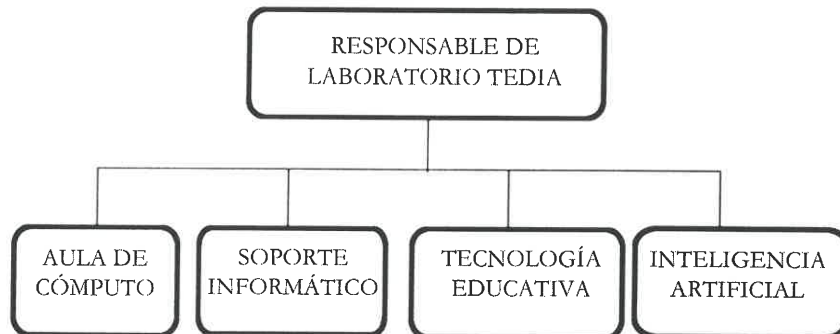 RESPONSABLE DE
LABORATORIO TEDIA
AULA DE
CÓMPUTO
SOPORTE
INFORMÁTICO
TECNOLOGÍA
EDUCATIVA
INTELIGENCIA
ARTIFICIAL